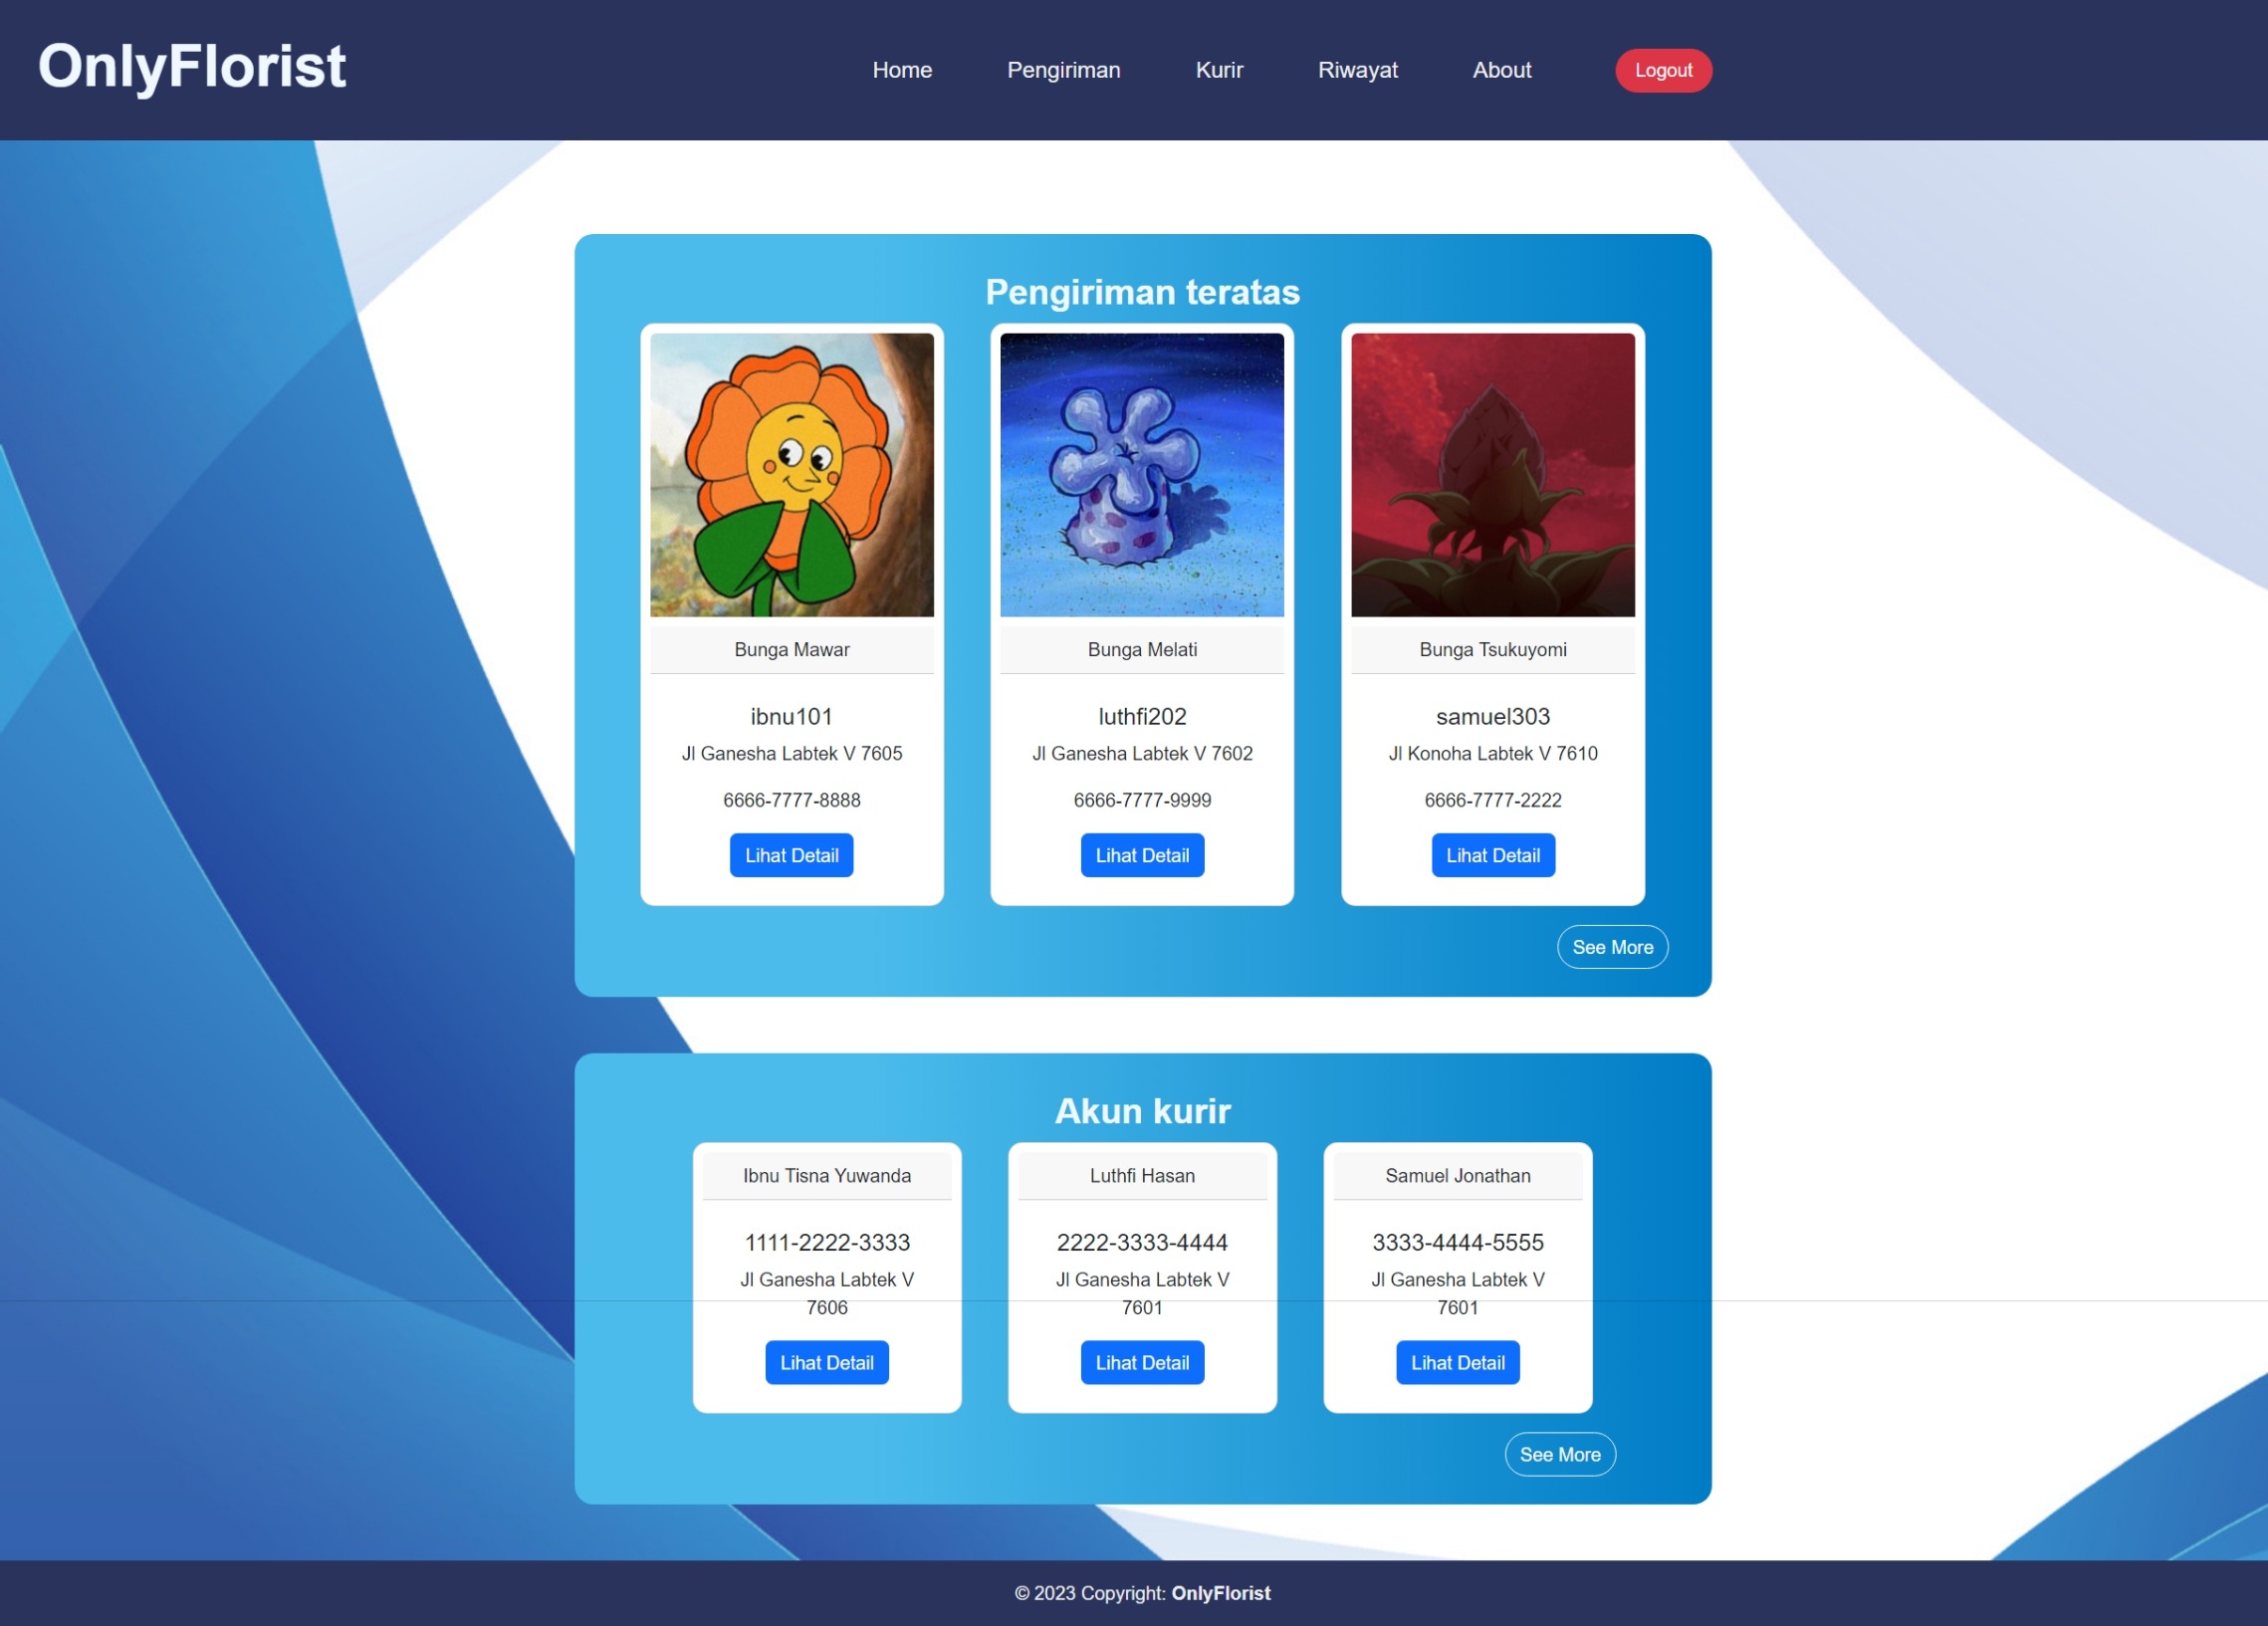 OnlyFlorist
Home Pengiriman Kurir Riwayat About Logout
Pengiriman teratas
Bunga Mawar
ibnu101
Jl Ganesha Labtek V 7605
6666-7777-8888
Lihat Detail
Bunga Melati
luthfi202
Jl Ganesha Labtek V 7602
6666-7777-9999
Lihat Detail
Bunga Tsukuyomi
samuel303
Jl Konoha Labtek V 7610
6666-7777-2222
Lihat Detail
See More
Akun kurir
Ibnu Tisna Yuwanda
1111-2222-3333
Jl Ganesha Labtek V
7606
Lihat Detail
Luthfi Hasan
2222-3333-4444
Jl Ganesha Labtek V
7601
Lihat Detail
Samuel Jonathan
3333-4444-5555
Jl Ganesha Labtek V
7601
Lihat Detail
See More
© 2023 Copyright: OnlyFlorist